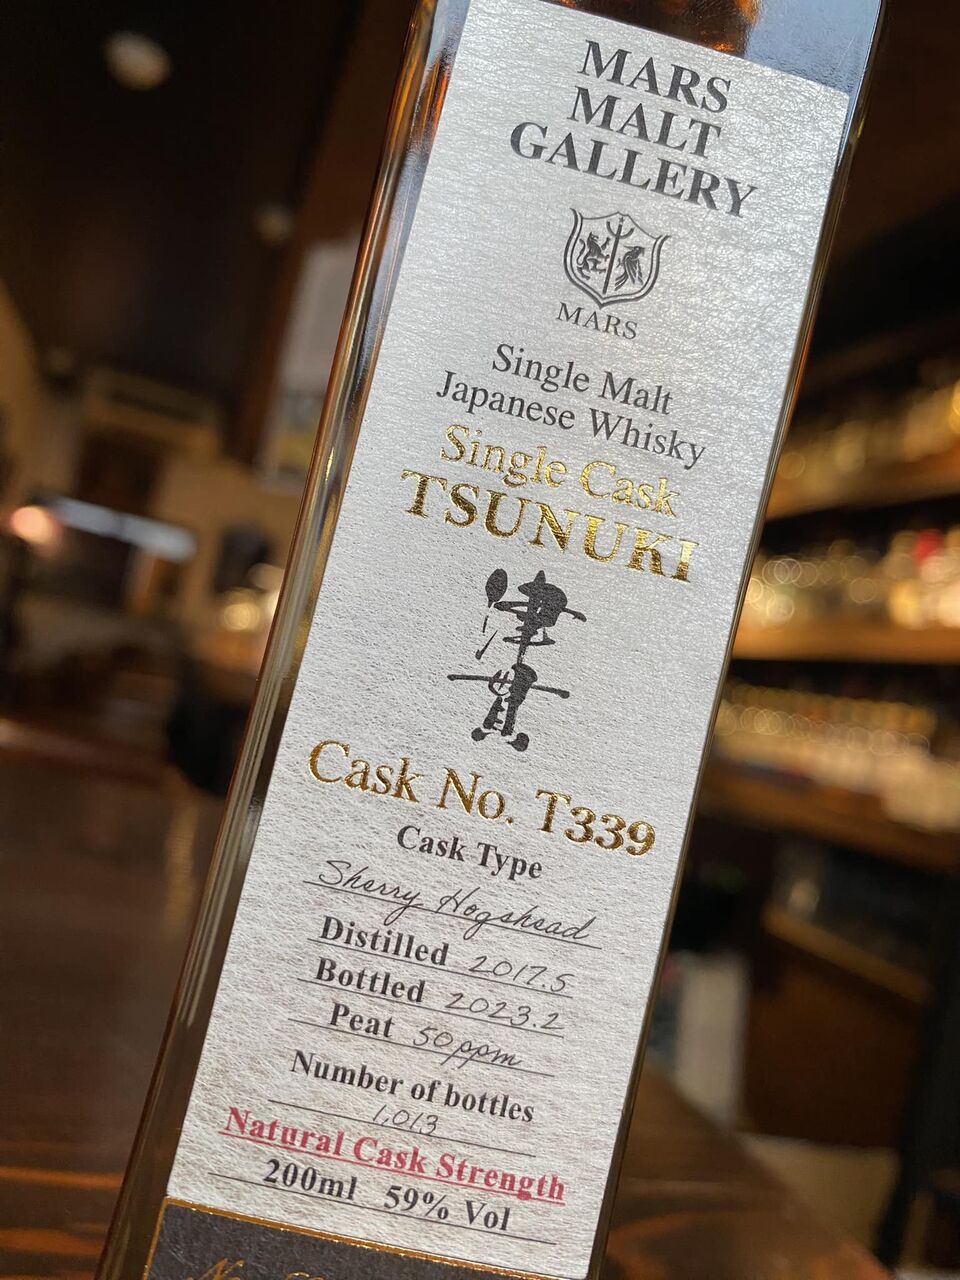 MARS
MALT
GALLERY
MARS
Single Malt
Japanese Whisky
Single Cask
TSUNUKI
津貫
Cask No. T339
Cask Type
Sherry Hogshead
Distilled 2017.5
Bottled 2023.2
Peat 50ppm
Number of bottles
1,013
Natural Cask Strength
200ml 59% Vol